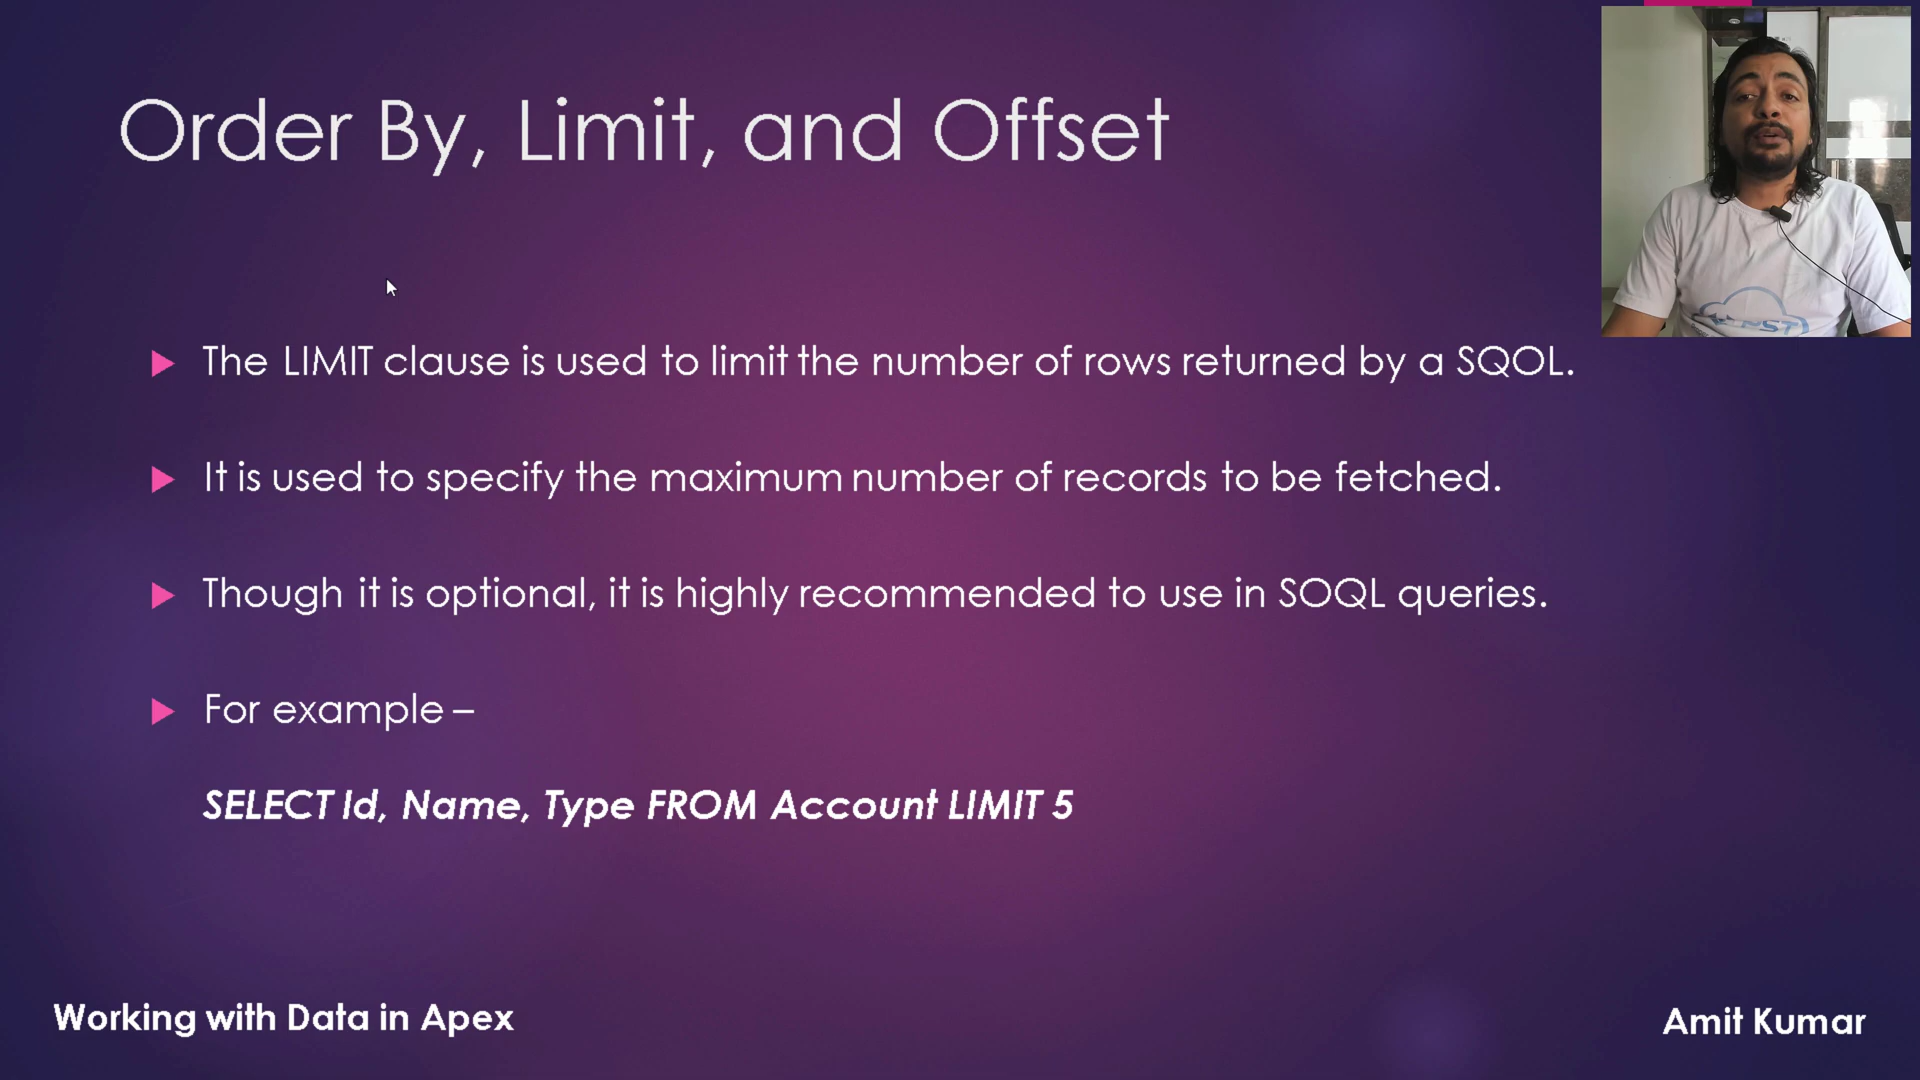 Order By, Limit, and Offset
The LIMIT clause is used to limit the number of rows returned by a SQOL.
It is used to specify the maximum number of records to be fetched.
Though it is optional, it is highly recommended to use in SOQL queries.
For example –
SELECT Id, Name, Type FROM Account LIMIT 5
Working with Data in Apex
Amit Kumar